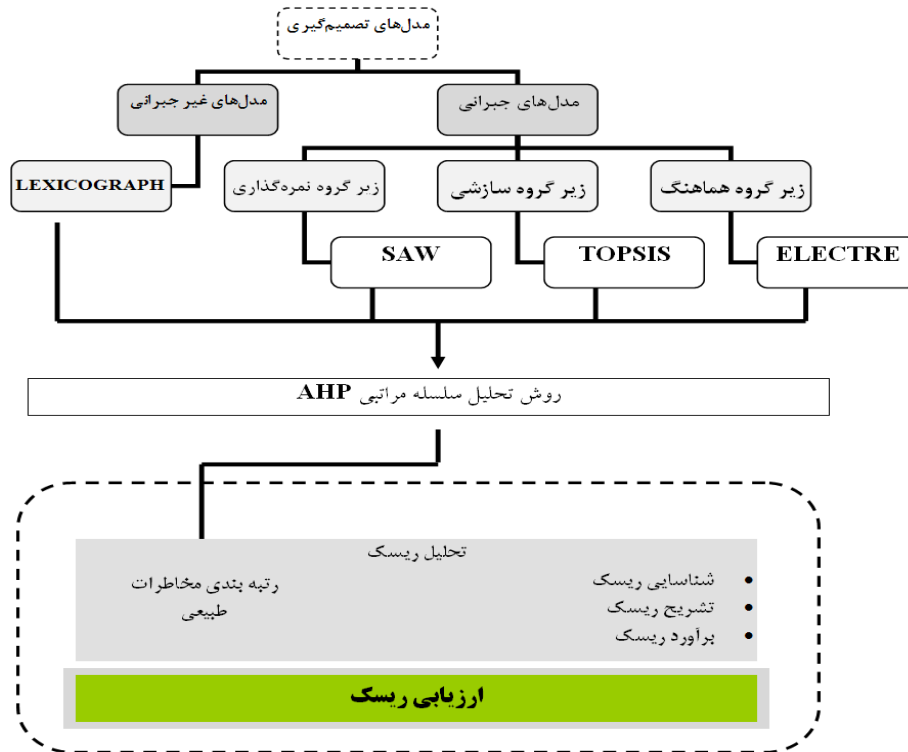 مدل‌های تصمیم‌گیری
مدل‌های جبرانی
مدل‌های غیر جبرانی
زیر گروه هماهنگ
زیر گروه سازشی
زیر گروه نمره‌گذاری
LEXICOGRAPH
ELECTRE
TOPSIS
SAW
روش تحلیل سلسله مراتبی AHP
تحلیل ریسک
• شناسایی ریسک
• تشریح ریسک
• برآورد ریسک
رتبه بندی مخاطرات
طبیعی
ارزیابی ریسک